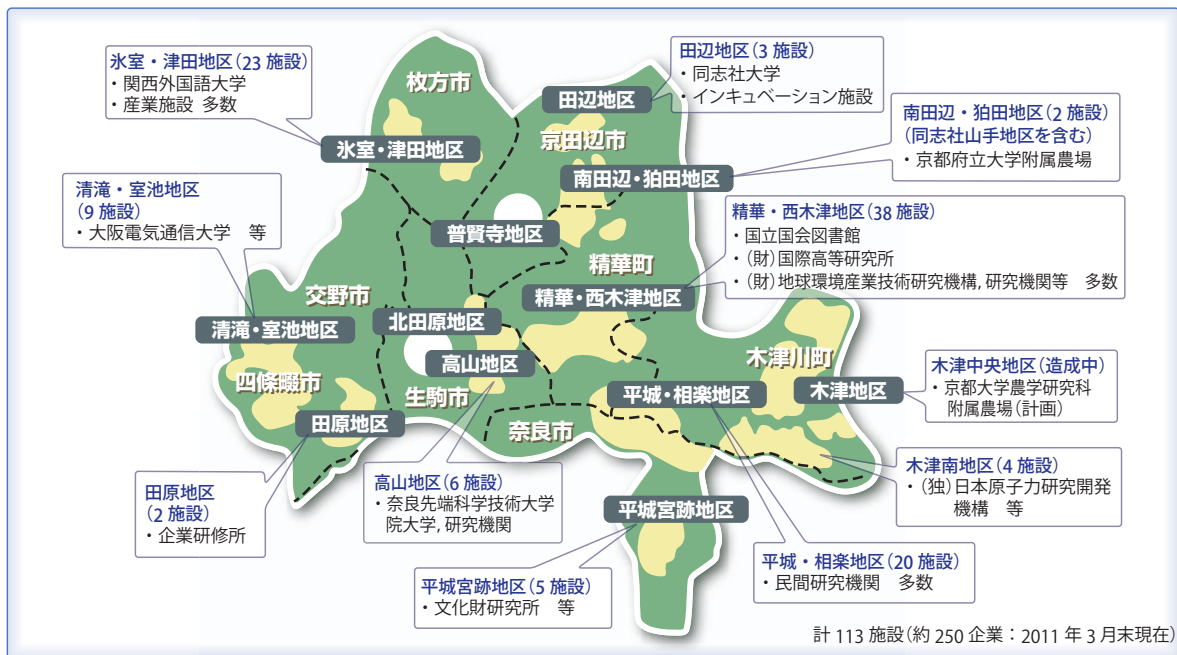 氷室・津田地区(23 施設)
・関西外国語大学
・産業施設 多数
田辺地区(3 施設)
・同志社大学
・インキュベーション施設
南田辺・狛田地区(2 施設)
(同志社山手地区を含む)
・京都府立大学附属農場
清滝・室池地区
(9 施設)
・大阪電気通信大学 等
精華・西木津地区(38 施設)
・国立国会図書館
・(財)国際高等研究所
・(財)地球環境産業技術研究機構, 研究機関等 多数
枚方市
田辺地区
京田辺市
氷室・津田地区
南田辺・狛田地区
普賢寺地区
精華町
交野市
精華・西木津地区
北田原地区
清滝・室池地区
高山地区
木津川町
四條畷市
生駒市
平城・相楽地区
木津地区
田原地区
奈良市
平城宮跡地区
木津中央地区(造成中)
・京都大学農学研究科
附属農場(計画)
木津南地区(4 施設)
・(独)日本原子力研究開発
機構 等
田原地区
(2 施設)
・企業研修所
高山地区(6 施設)
・奈良先端科学技術大学
院大学, 研究機関
平城宮跡地区(5 施設)
・文化財研究所 等
平城・相楽地区(20 施設)
・民間研究機関 多数
計 113 施設(約 250 企業:2011 年 3 月末現在)